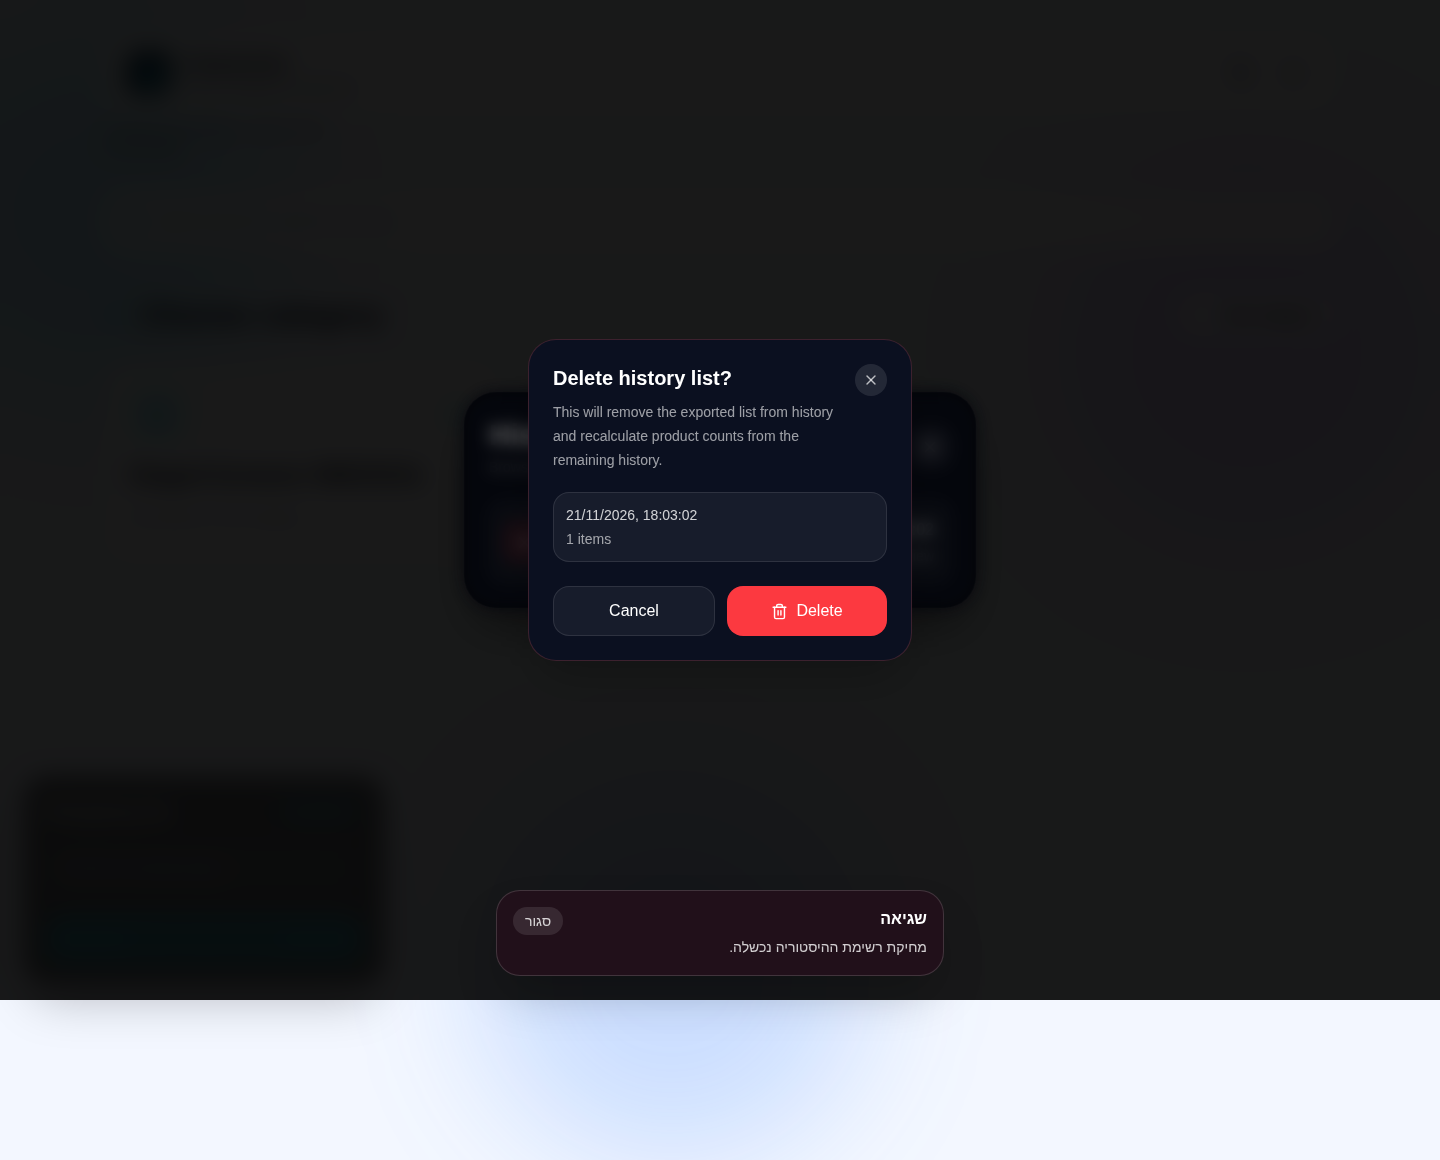 Delete history list?
This will remove the exported list from history
and recalculate product counts from the
remaining history.
21/11/2026, 18:03:02
1 items
Cancel
Delete
שגיאה
סגור
מחיקת רשימת ההיסטוריה נכשלה.